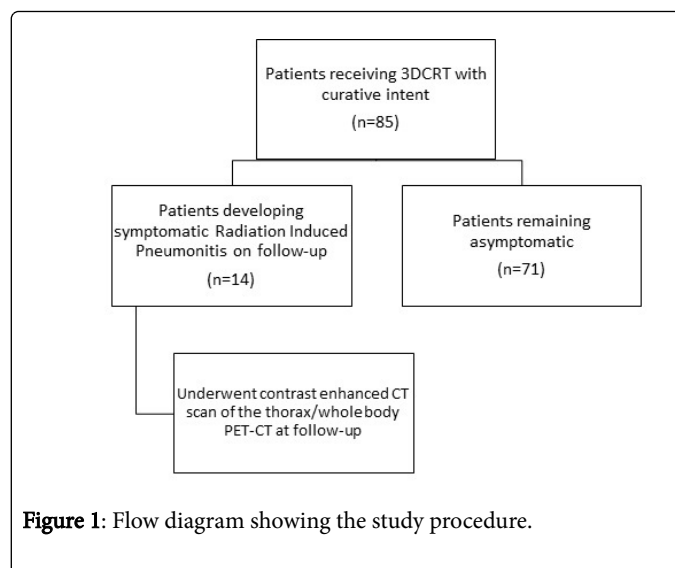 Patients receiving 3DCRT with
curative intent
(n=85)
Patients developing
symptomatic Radiation Induced
Pneumonitis on follow-up
(n=14)
Patients remaining
asymptomatic
(n=71)
Underwent contrast enhanced CT
scan of the thorax/whole body
PET-CT at follow-up
Figure 1: Flow diagram showing the study procedure.